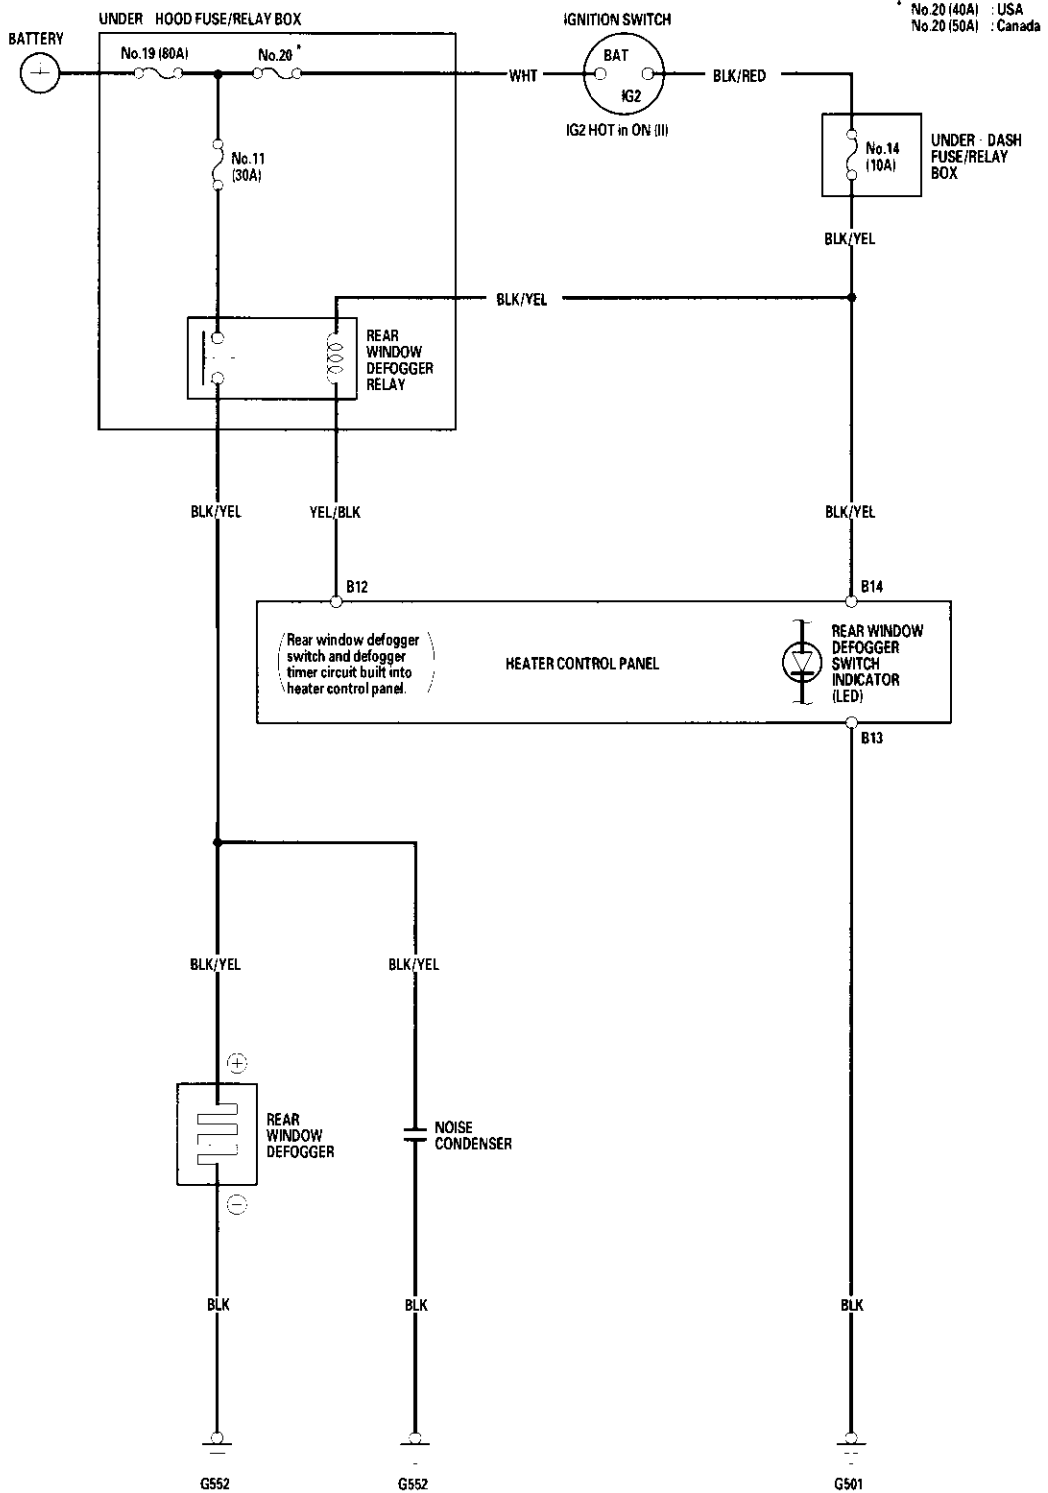 * No.20 (40A) : USA
No.20 (50A) : Canada
UNDER-HOOD FUSE/RELAY BOX
IGNITION SWITCH
BATTERY
No.19 (80A)
No.20 *
BAT
WHT
BLK/RED
IG2
IG2 HOT in ON (II)
No.11
(30A)
No.14
(10A)
UNDER-DASH
FUSE/RELAY
BOX
BLK/YEL
BLK/YEL
REAR
WINDOW
DEFOGGER
RELAY
BLK/YEL
YEL/BLK
BLK/YEL
B12
B14
(Rear window defogger
switch and defogger
timer circuit built into
heater control panel.)
HEATER CONTROL PANEL
REAR WINDOW
DEFOGGER
SWITCH
INDICATOR
(LED)
B13
BLK/YEL
BLK/YEL
+
REAR
WINDOW
DEFOGGER
NOISE
CONDENSER
−
BLK
BLK
BLK
G552
G552
G501